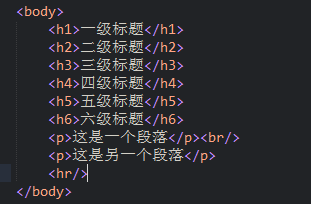 <body>
<h1>一级标题</h1>
<h2>二级标题</h2>
<h3>三级标题</h3>
<h4>四级标题</h4>
<h5>五级标题</h5>
<h6>六级标题</h6>
<p>这是一个段落</p><br/>
<p>这是另一个段落</p>
<hr/>
</body>